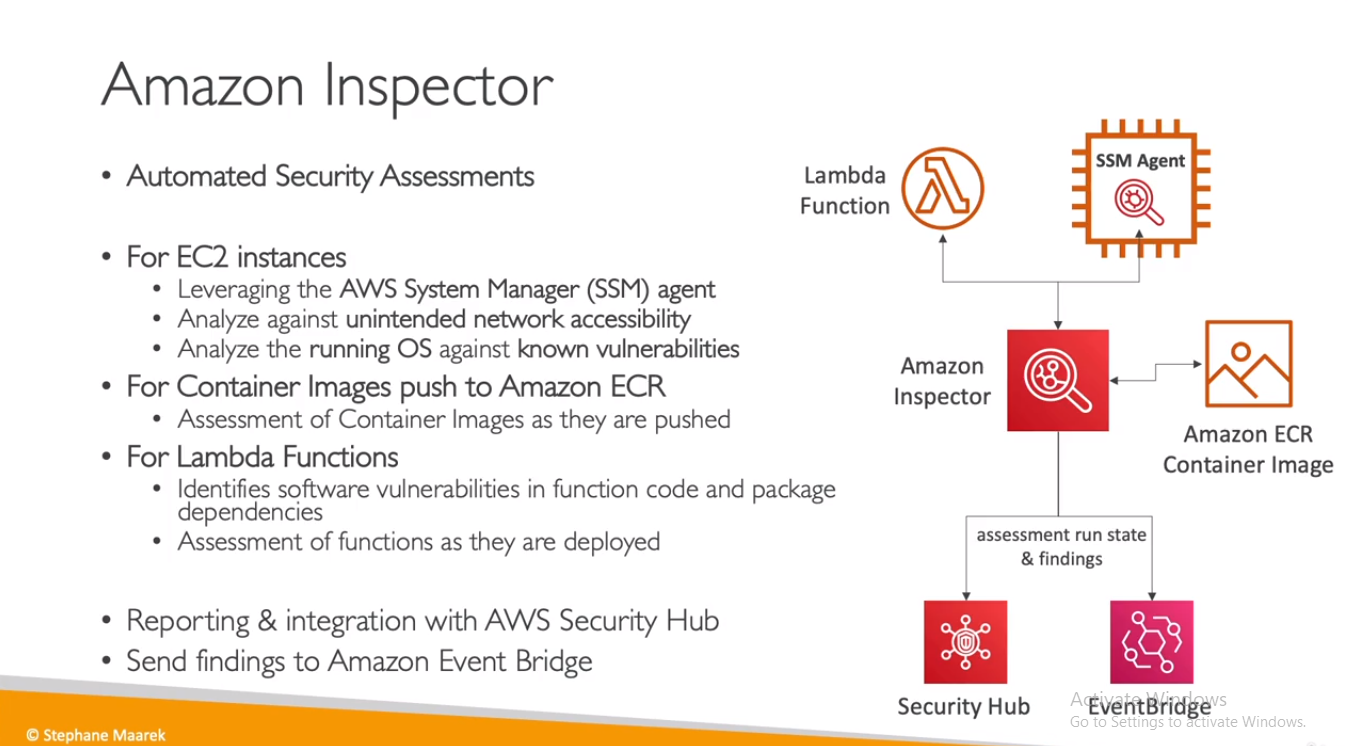 Amazon Inspector
• Automated Security Assessments
• For EC2 instances
• Leveraging the AWS System Manager (SSM) agent
• Analyze against unintended network accessibility
• Analyze the running OS against known vulnerabilities
• For Container Images push to Amazon ECR
• Assessment of Container Images as they are pushed
• For Lambda Functions
• Identifies software vulnerabilities in function code and package
dependencies
• Assessment of functions as they are deployed
• Reporting & integration with AWS Security Hub
• Send findings to Amazon Event Bridge
Lambda
Function
SSM Agent
Amazon
Inspector
Amazon ECR
Container Image
assessment run state
& findings
Security Hub
EventBridge
Activate Windows
Go to Settings to activate Windows.
© Stephane Maarek